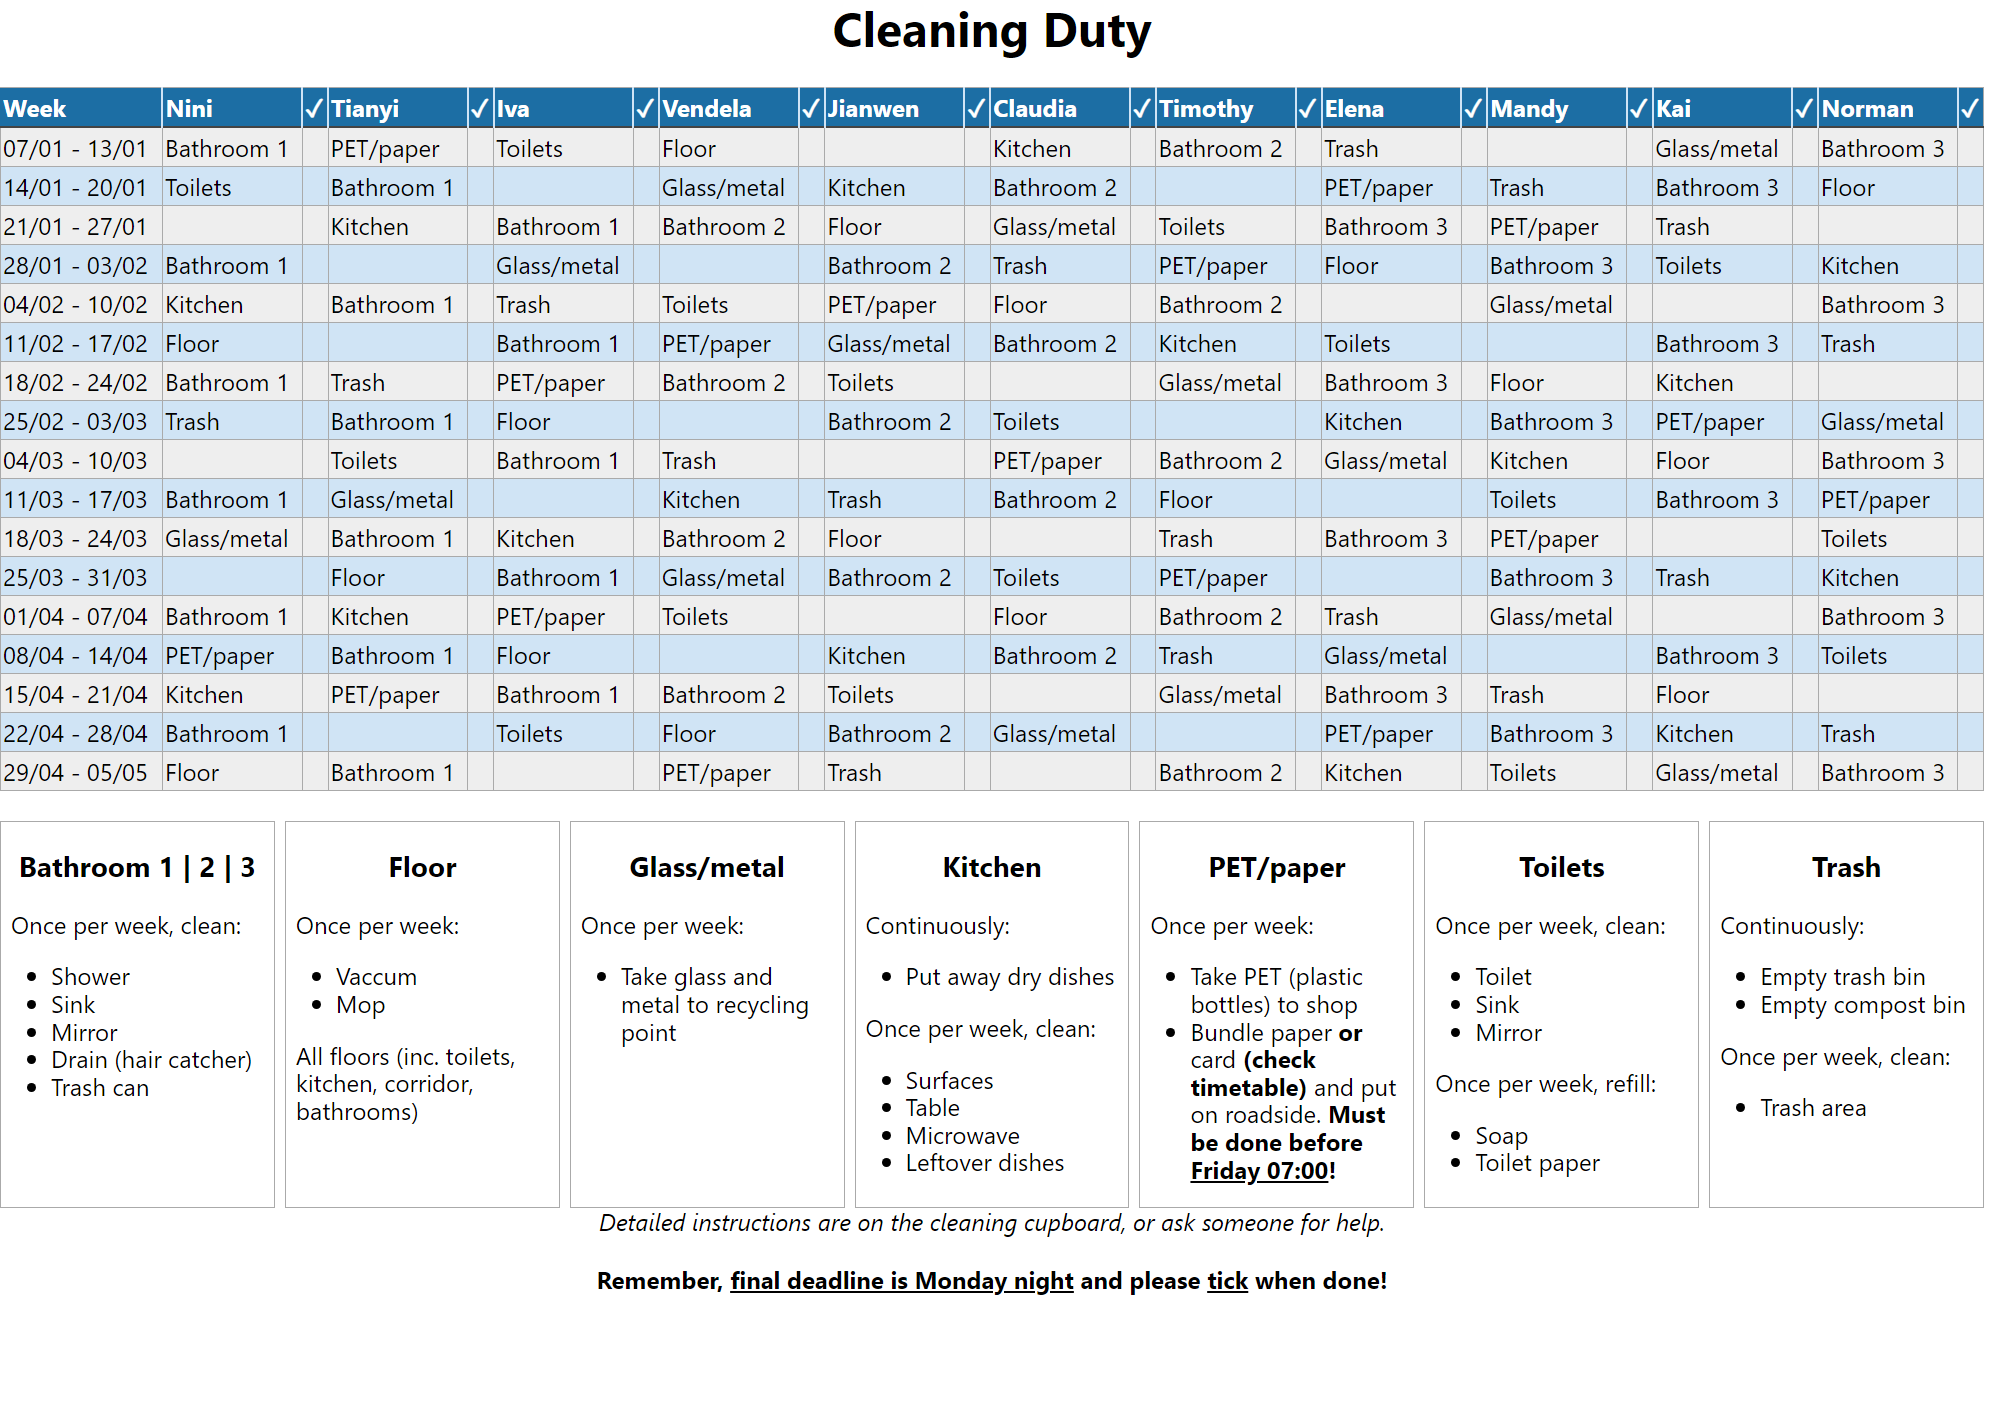 Cleaning Duty
Week Nini ✓ Tianyi ✓ Iva ✓ Vendela ✓ Jianwen ✓ Claudia ✓ Timothy ✓ Elena ✓ Mandy ✓ Kai ✓ Norman ✓
07/01 - 13/01 Bathroom 1 PET/paper Toilets Floor Kitchen Bathroom 2 Trash Glass/metal Bathroom 3
14/01 - 20/01 Toilets Bathroom 1 Glass/metal Kitchen Bathroom 2 PET/paper Trash Bathroom 3 Floor
21/01 - 27/01 Kitchen Bathroom 1 Bathroom 2 Floor Glass/metal Toilets Bathroom 3 PET/paper Trash
28/01 - 03/02 Bathroom 1 Glass/metal Bathroom 2 Trash PET/paper Floor Bathroom 3 Toilets Kitchen
04/02 - 10/02 Kitchen Bathroom 1 Trash Toilets PET/paper Floor Bathroom 2 Glass/metal Bathroom 3
11/02 - 17/02 Floor Bathroom 1 PET/paper Glass/metal Bathroom 2 Kitchen Toilets Bathroom 3 Trash
18/02 - 24/02 Bathroom 1 Trash PET/paper Bathroom 2 Toilets Glass/metal Bathroom 3 Floor Kitchen
25/02 - 03/03 Trash Bathroom 1 Floor Bathroom 2 Toilets Kitchen Bathroom 3 PET/paper Glass/metal
04/03 - 10/03 Toilets Bathroom 1 Trash PET/paper Bathroom 2 Glass/metal Kitchen Floor Bathroom 3
11/03 - 17/03 Bathroom 1 Glass/metal Kitchen Trash Bathroom 2 Floor Toilets Bathroom 3 PET/paper
18/03 - 24/03 Glass/metal Bathroom 1 Kitchen Bathroom 2 Floor Trash Bathroom 3 PET/paper Toilets
25/03 - 31/03 Floor Bathroom 1 Glass/metal Bathroom 2 Toilets PET/paper Bathroom 3 Trash Kitchen
01/04 - 07/04 Bathroom 1 Kitchen PET/paper Toilets Floor Bathroom 2 Trash Glass/metal Bathroom 3
08/04 - 14/04 PET/paper Bathroom 1 Floor Kitchen Bathroom 2 Trash Glass/metal Bathroom 3 Toilets
15/04 - 21/04 Kitchen PET/paper Bathroom 1 Bathroom 2 Toilets Glass/metal Bathroom 3 Trash Floor
22/04 - 28/04 Bathroom 1 Toilets Floor Bathroom 2 Glass/metal PET/paper Bathroom 3 Kitchen Trash
29/04 - 05/05 Floor Bathroom 1 PET/paper Trash Bathroom 2 Kitchen Toilets Glass/metal Bathroom 3
Bathroom 1 | 2 | 3
Once per week, clean:
• Shower
• Sink
• Mirror
• Drain (hair catcher)
• Trash can
Floor
Once per week:
• Vaccum
• Mop
All floors (inc. toilets,
kitchen, corridor,
bathrooms)
Glass/metal
Once per week:
• Take glass and
metal to recycling
point
Kitchen
Continuously:
• Put away dry dishes
Once per week, clean:
• Surfaces
• Table
• Microwave
• Leftover dishes
PET/paper
Once per week:
• Take PET (plastic
bottles) to shop
• Bundle paper or
card (check
timetable) and put
on roadside. Must
be done before
Friday 07:00!
Toilets
Once per week, clean:
• Toilet
• Sink
• Mirror
Once per week, refill:
• Soap
• Toilet paper
Trash
Continuously:
• Empty trash bin
• Empty compost bin
Once per week, clean:
• Trash area
Detailed instructions are on the cleaning cupboard, or ask someone for help.
Remember, final deadline is Monday night and please tick when done!